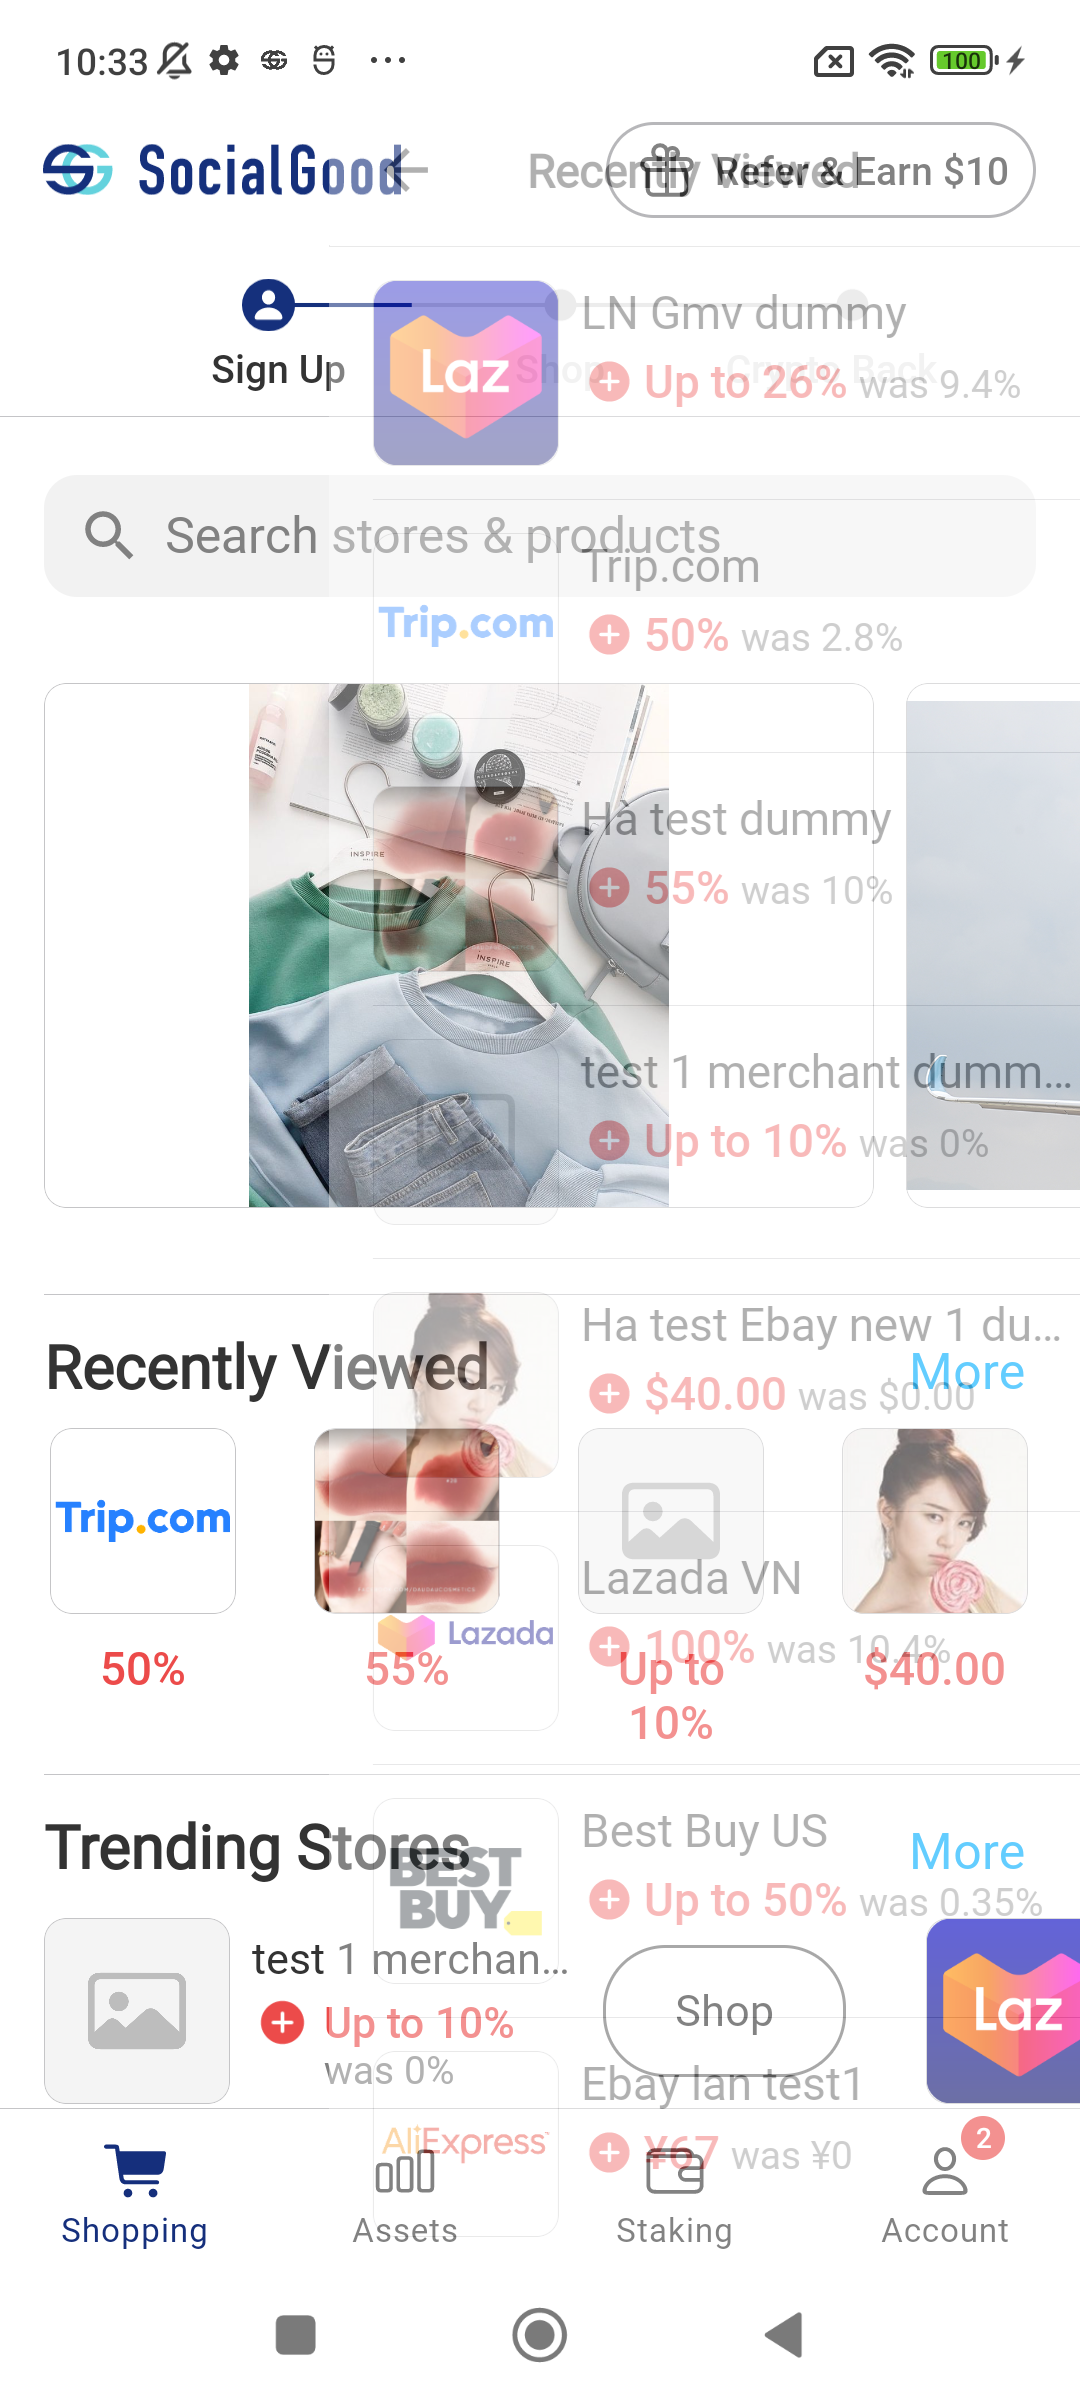 10:33
100
SocialGood
Recently Viewed
Refer & Earn $10
Sign Up
Shop
Crypto Back
Laz
LN Gmv dummy
Up to 26% was 9.4%
Search stores & products
Trip.com
Trip.com
50% was 2.8%
INSPIRE
INSPIRE
Hà test dummy
55% was 10%
test 1 merchant dumm...
Up to 10% was 0%
Recently Viewed
More
Ha test Ebay new 1 du...
$40.00 was $0.00
Trip.com
50%
55%
Up to
10%
$40.00
Lazada
Lazada VN
100% was 10.4%
Trending Stores
More
BEST
BUY
Best Buy US
Up to 50% was 0.35%
test 1 merchan...
Up to 10%
was 0%
Shop
Laz
AliExpress
Ebay lan test1
¥67 was ¥0
2
Shopping
Assets
Staking
Account